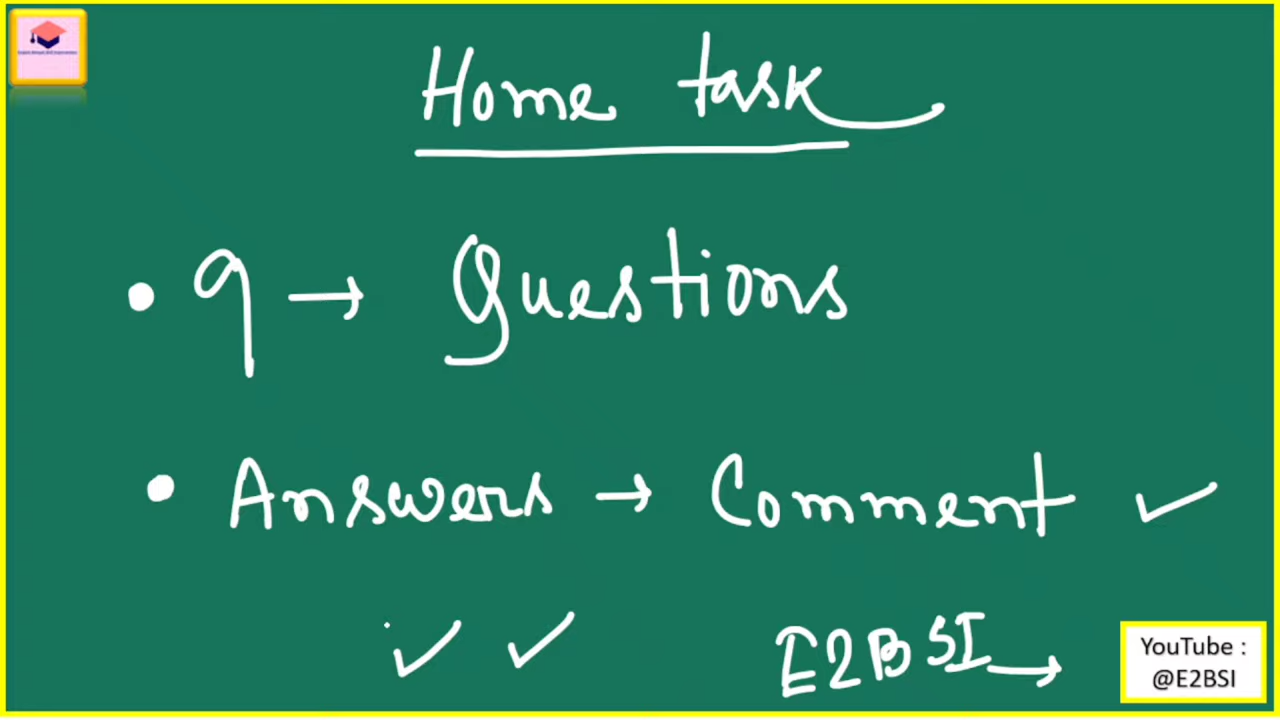 Home task
• 9 → Questions
• Answers → Comment ✓
✓ ✓ E2BSI →
YouTube :
@E2BSI